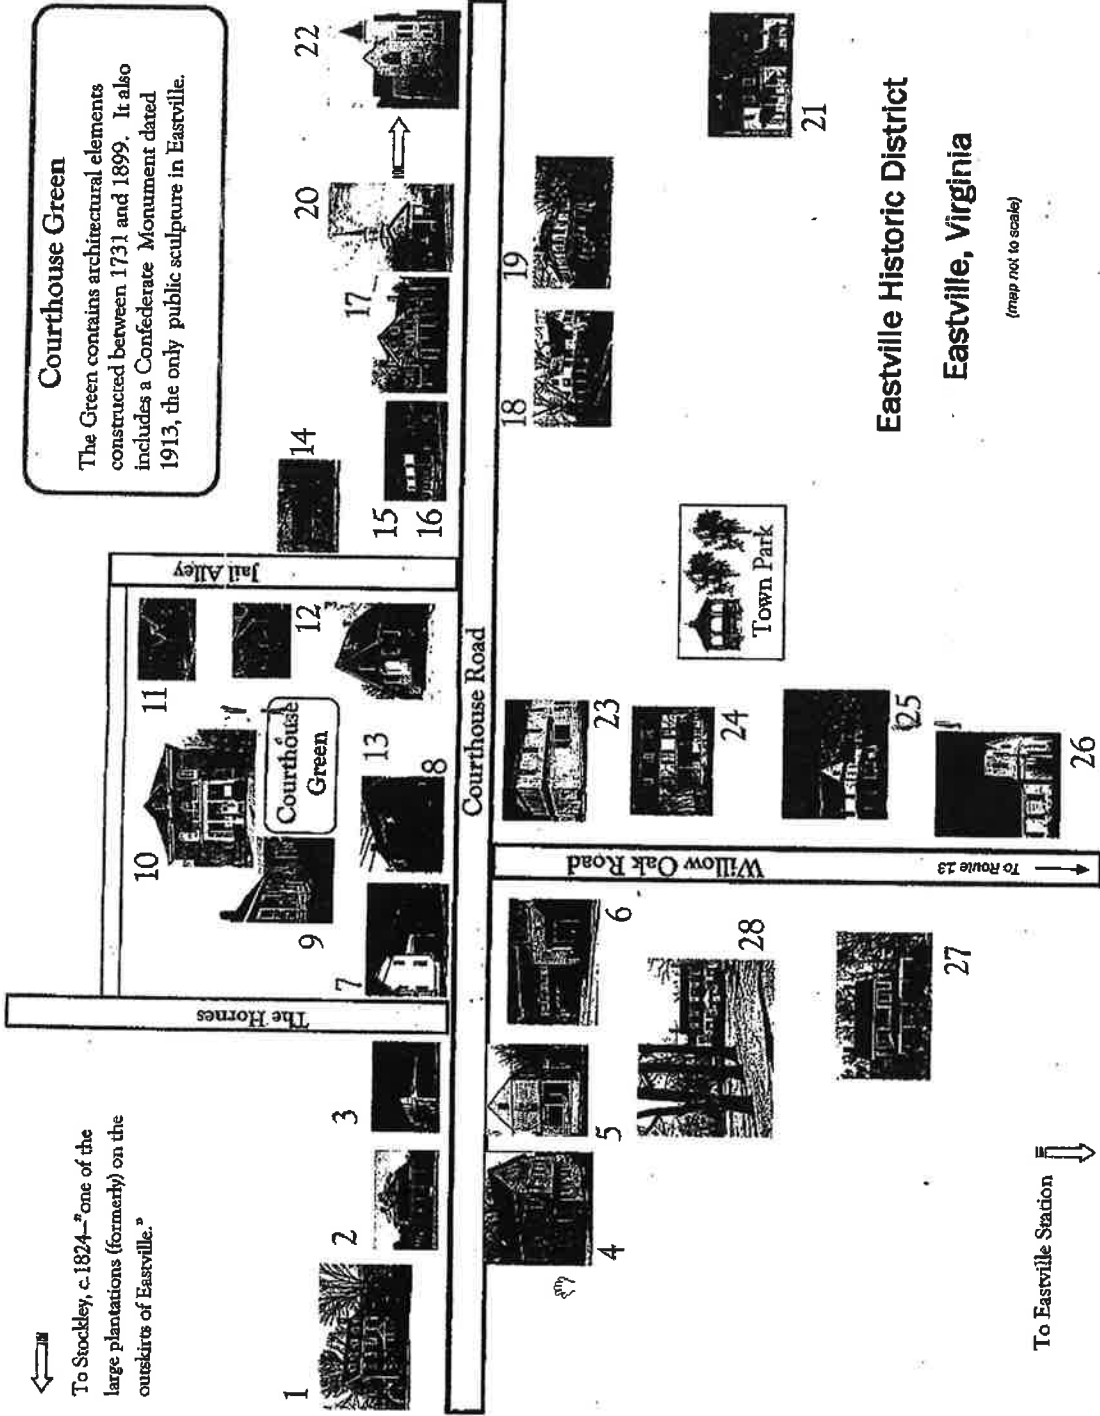 To Stockley, c.1824–"one of the
large plantations (formerly) on the
outskirts of Eastville."
Courthouse Green
The Green contains architectural elements
constructed between 1731 and 1899. It also
includes a Confederate Monument dated
1913, the only public sculpture in Eastville.
The Hornes
Jail Alley
1
2
3
7
8
9
10
11
12
13
Courthouse
Green
14
15
16
17
20
22
Courthouse Road
4
5
6
28
27
Willow Oak Road
To Route 13
23
24
25
26
Town Park
18
19
21
To Eastville Station
Eastville Historic District
Eastville, Virginia
(map not to scale)